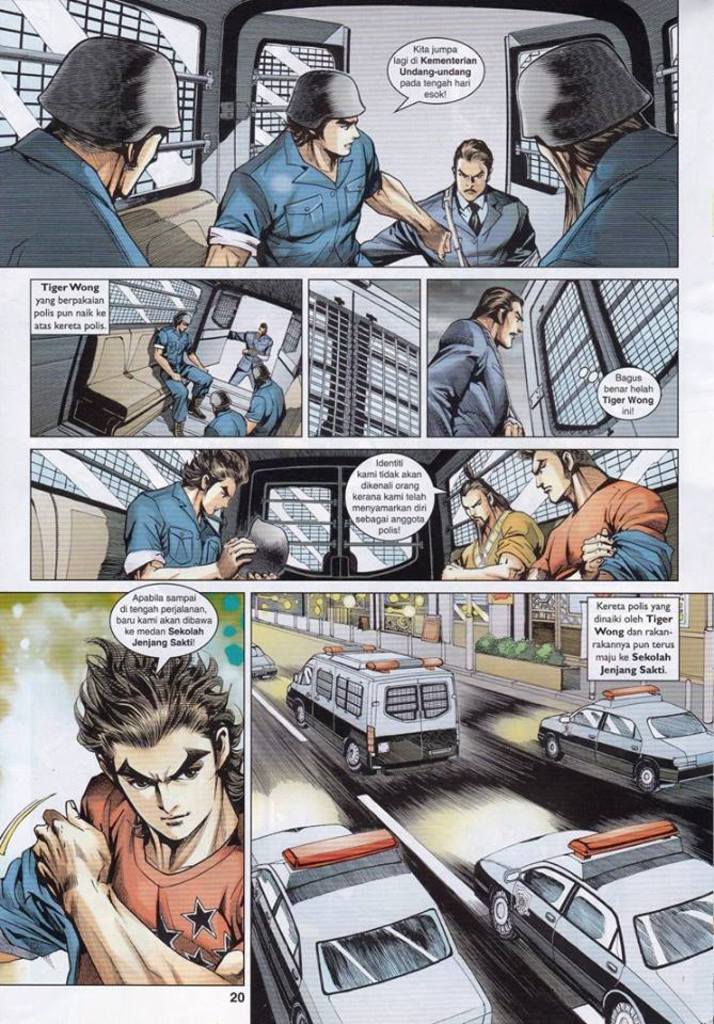 Kita jumpa
lagi di Kementerian
Undang-undang
pada tengah hari
esok!
Tiger Wong
yang berpakaian
polis pun naik ke
atas kereta polis.
Bagus
benar helah
Tiger Wong
ini!
Identiti
kami tidak akan
dikenali orang
kerana kami telah
menyamarkan diri
sebagai anggota
polis!
Apabila sampai
di tengah perjalanan,
baru kami akan dibawa
ke medan Sekolah
Jenjang Sakti!
Kereta polis yang
dinaiki oleh Tiger
Wong dan rakan-
rakannya pun terus
maju ke Sekolah
Jenjang Sakti.
20